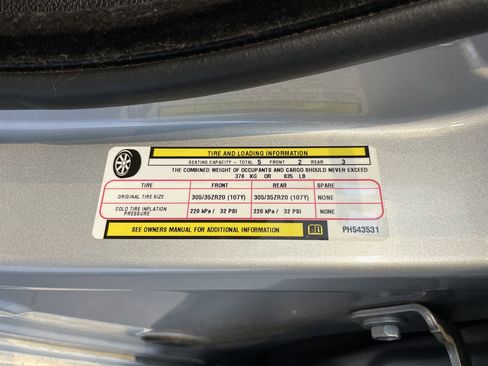 TIRE AND LOADING INFORMATION
SEATING CAPACITY - TOTAL 5 FRONT 2 REAR 3
THE COMBINED WEIGHT OF OCCUPANTS AND CARGO SHOULD NEVER EXCEED
378 KG OR 835 LB
TIRE FRONT REAR SPARE
ORIGINAL TIRE SIZE 305/35ZR20 (107Y) 305/35ZR20 (107Y) NONE
COLD TIRE INFLATION PRESSURE 220 kPa / 32 PSI 220 kPa / 32 PSI NONE
SEE OWNERS MANUAL FOR ADDITIONAL INFORMATION PH543531